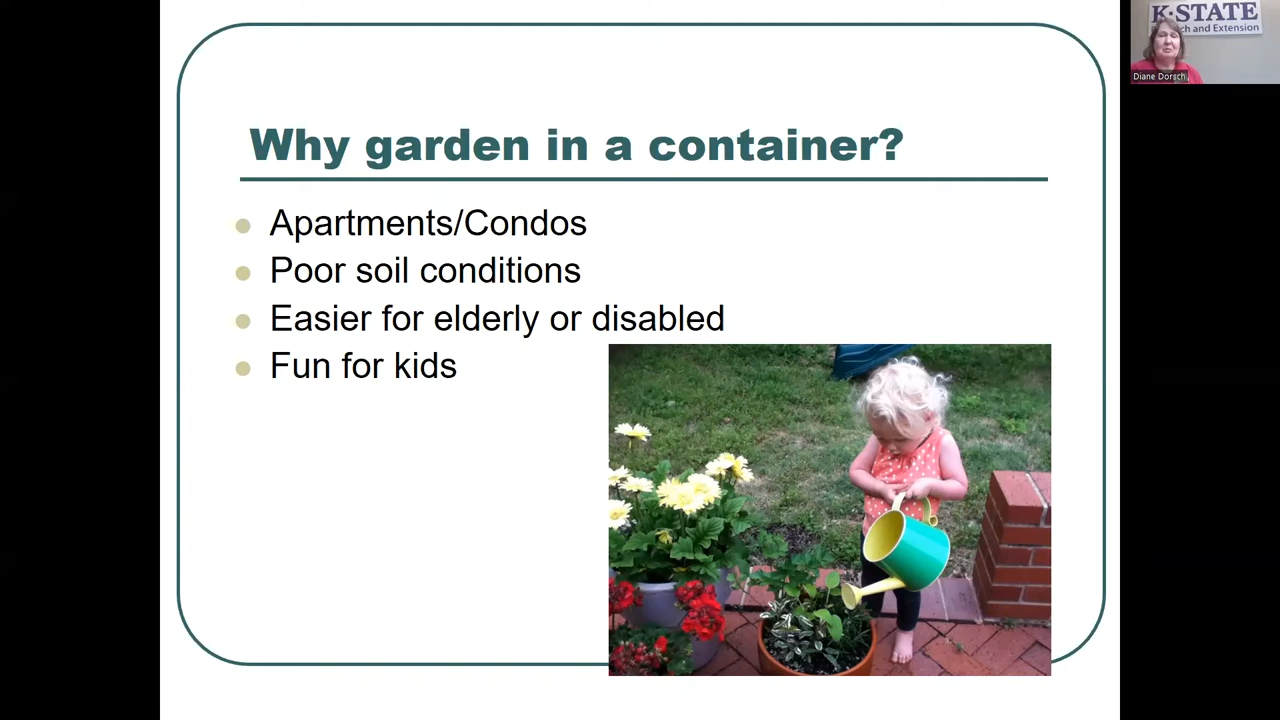 Why garden in a container?
Apartments/Condos
Poor soil conditions
Easier for elderly or disabled
Fun for kids
K-STATE
ch and Extension
Diane Dorsch